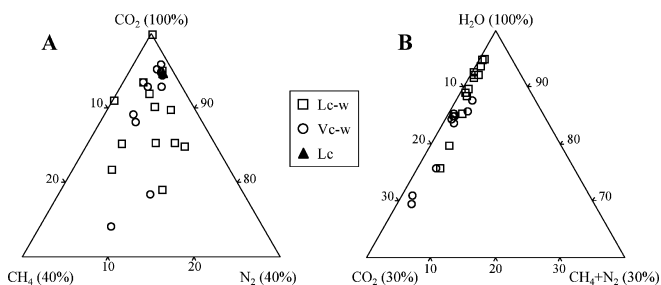 CO₂ (100%)
A
10
90
20
80
CH₄ (40%)
10
20
N₂ (40%)
Lc-w
Vc-w
Lc
H₂O (100%)
B
10
90
20
80
30
70
CO₂ (30%)
10
20
30
CH₄+N₂ (30%)